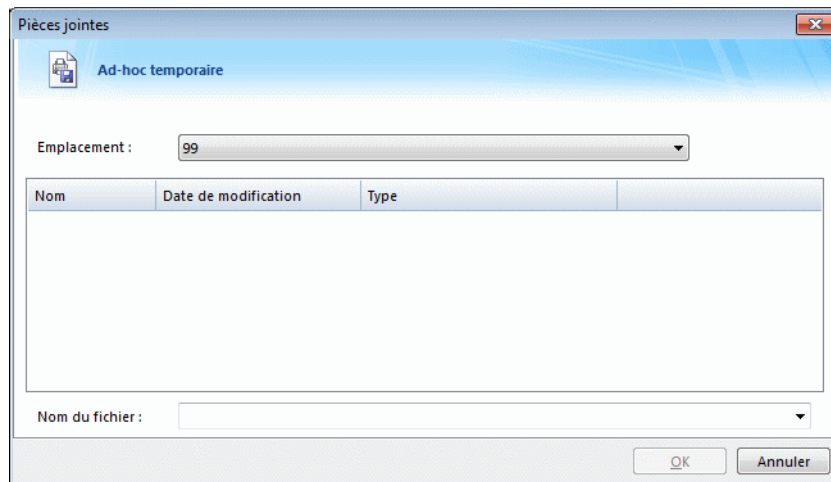 Pièces jointes
Ad-hoc temporaire
Emplacement : 99
Nom Date de modification Type
Nom du fichier :
OK Annuler